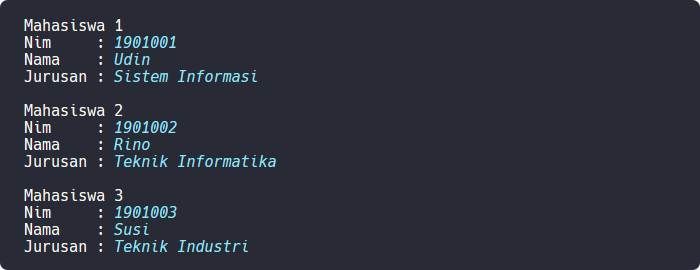 Mahasiswa 1
Nim     : 1901001
Nama    : Udin
Jurusan : Sistem Informasi
Mahasiswa 2
Nim     : 1901002
Nama    : Rino
Jurusan : Teknik Informatika
Mahasiswa 3
Nim     : 1901003
Nama    : Susi
Jurusan : Teknik Industri